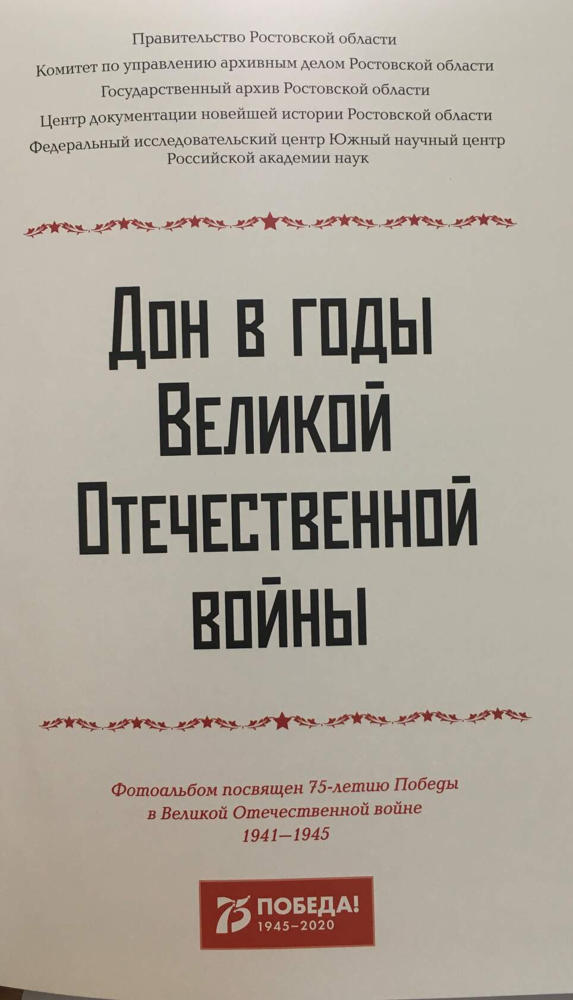 Правительство Ростовской области
Комитет по управлению архивным делом Ростовской области
Государственный архив Ростовской области
Центр документации новейшей истории Ростовской области
Федеральный исследовательский центр Южный научный центр
Российской академии наук
Дон в годы
Великой
Отечественной
войны
Фотоальбом посвящен 75-летию Победы
в Великой Отечественной войне
1941—1945
75 ПОБЕДА!
1945–2020